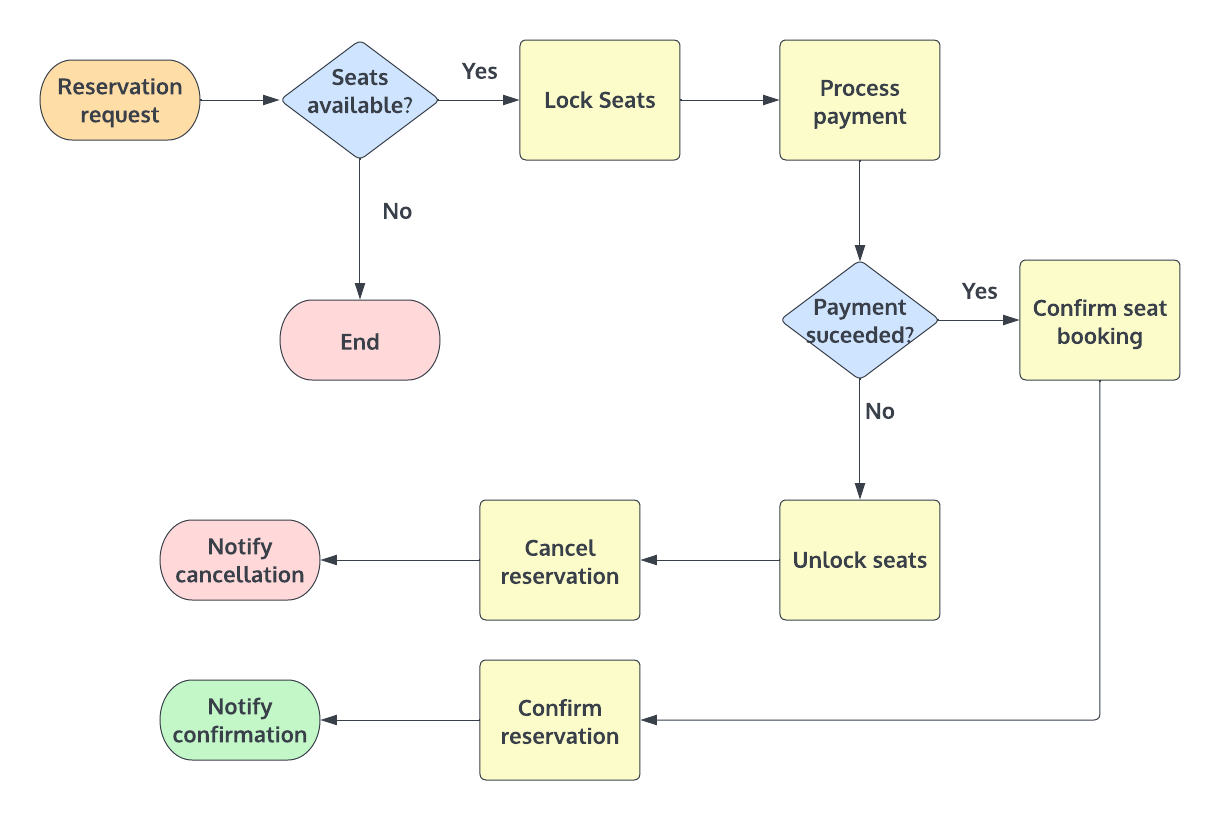 Reservation
request
Seats
available?
Yes
Lock Seats
Process
payment
No
End
Payment
suceeded?
Yes
Confirm seat
booking
No
Notify
cancellation
Cancel
reservation
Unlock seats
Notify
confirmation
Confirm
reservation